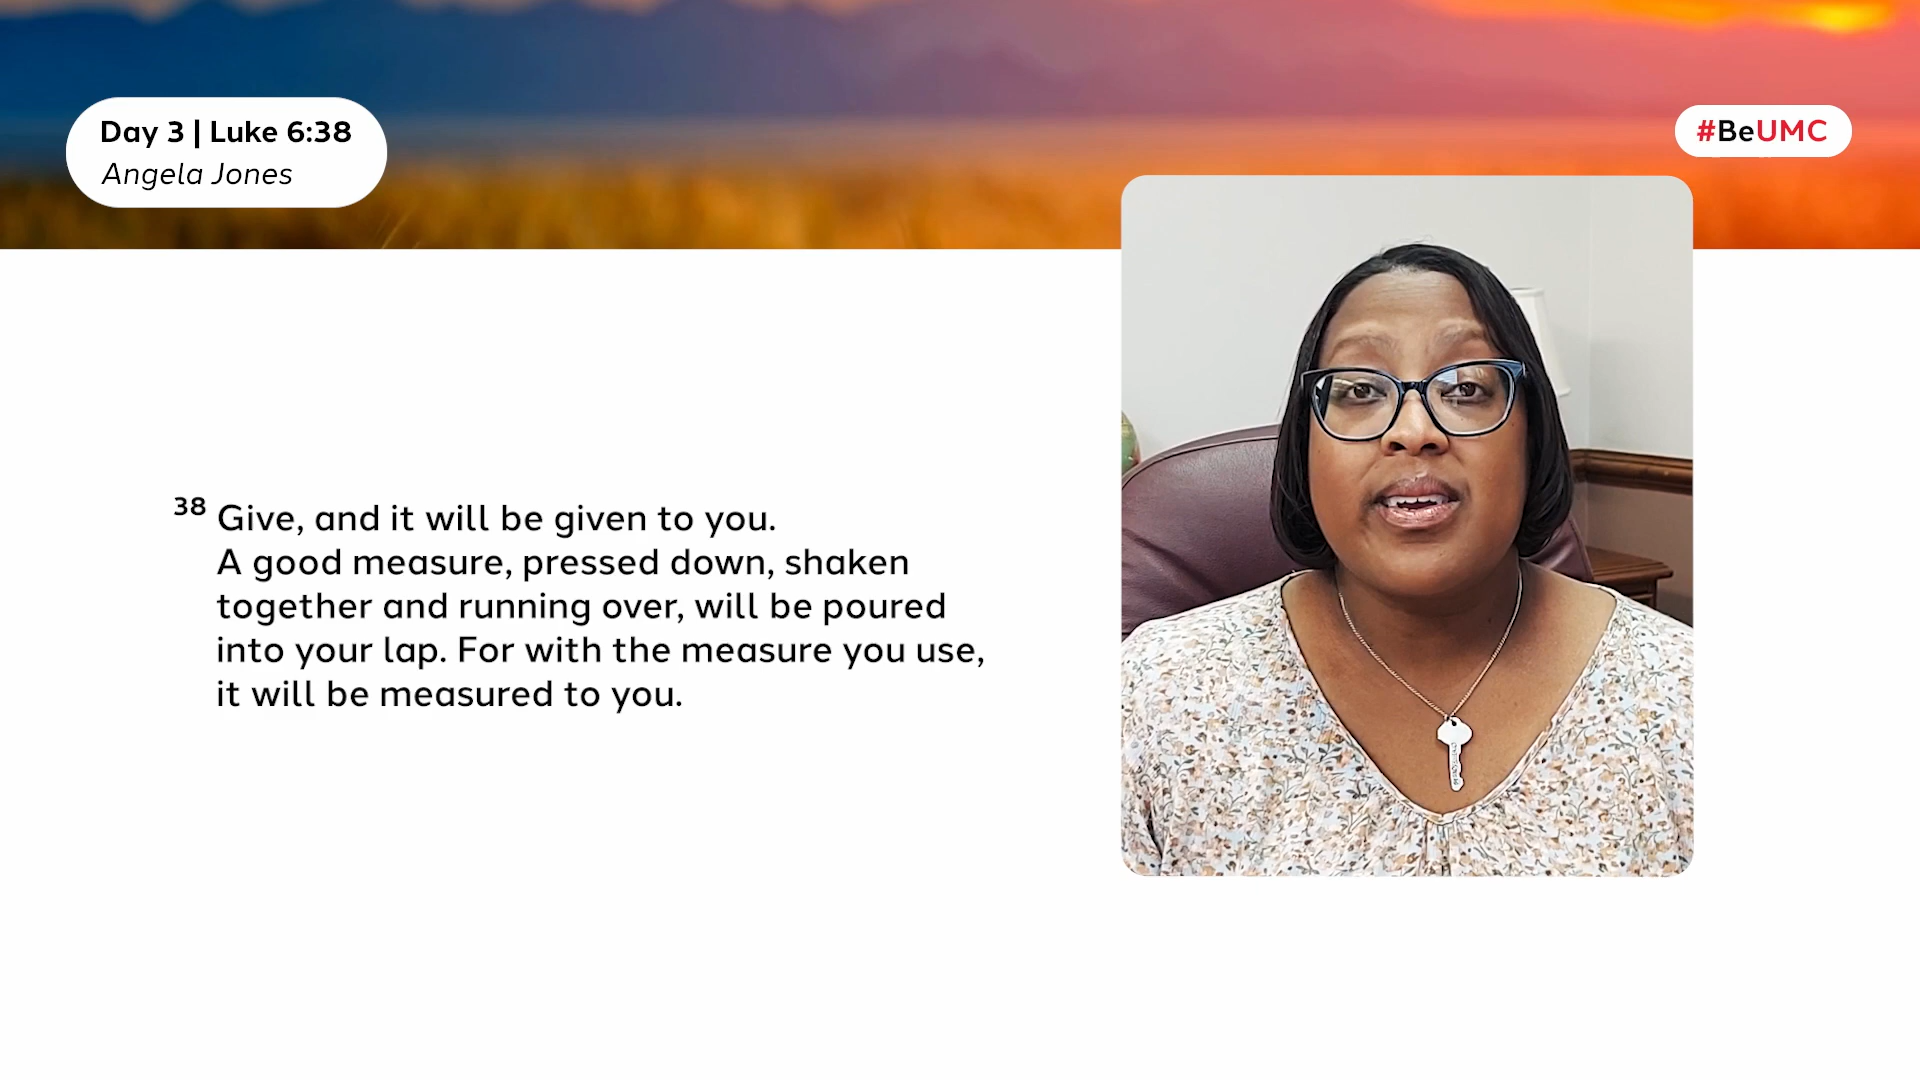 Day 3 | Luke 6:38
Angela Jones
#BeUMC
38 Give, and it will be given to you.
A good measure, pressed down, shaken
together and running over, will be poured
into your lap. For with the measure you use,
it will be measured to you.